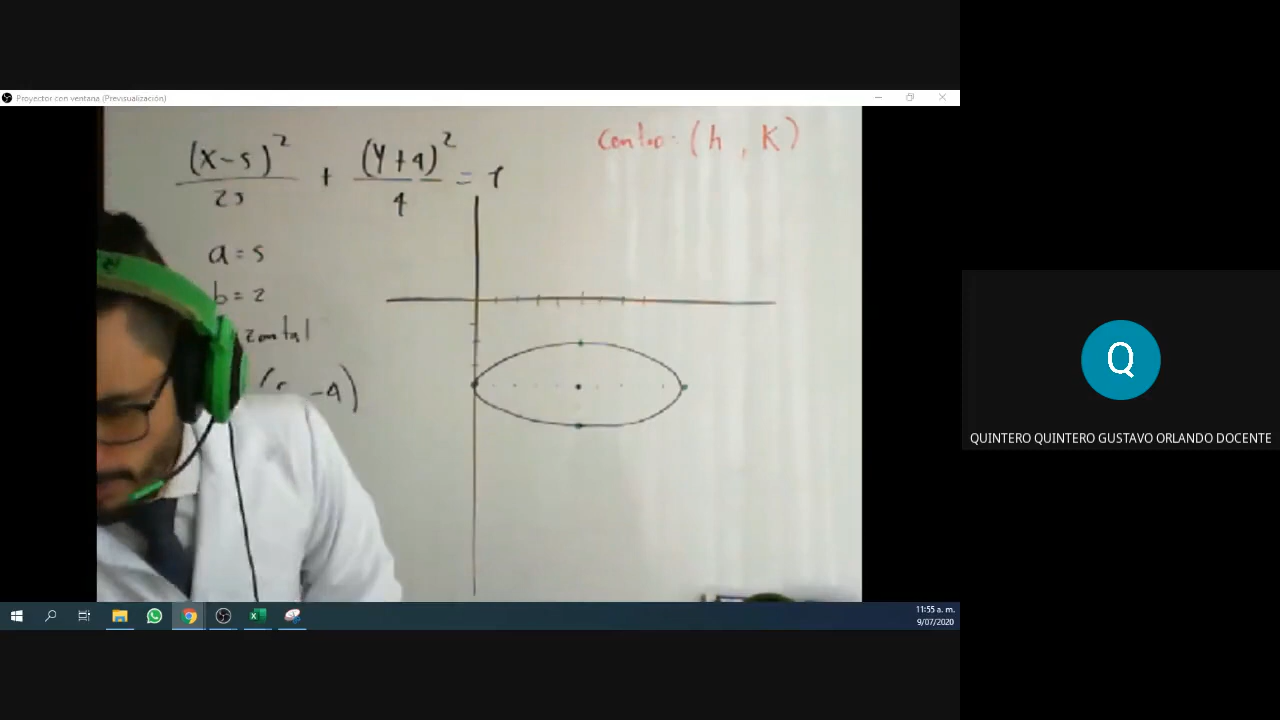 Proyector con ventana (Previsualización)
Centro: (h , K)
(x-5)² / 25 + (y+4)² / 4 = 1
a = 5
b = 2
zontal
-4)
Q
QUINTERO QUINTERO GUSTAVO ORLANDO DOCENTE
11:55 a. m.
9/07/2020